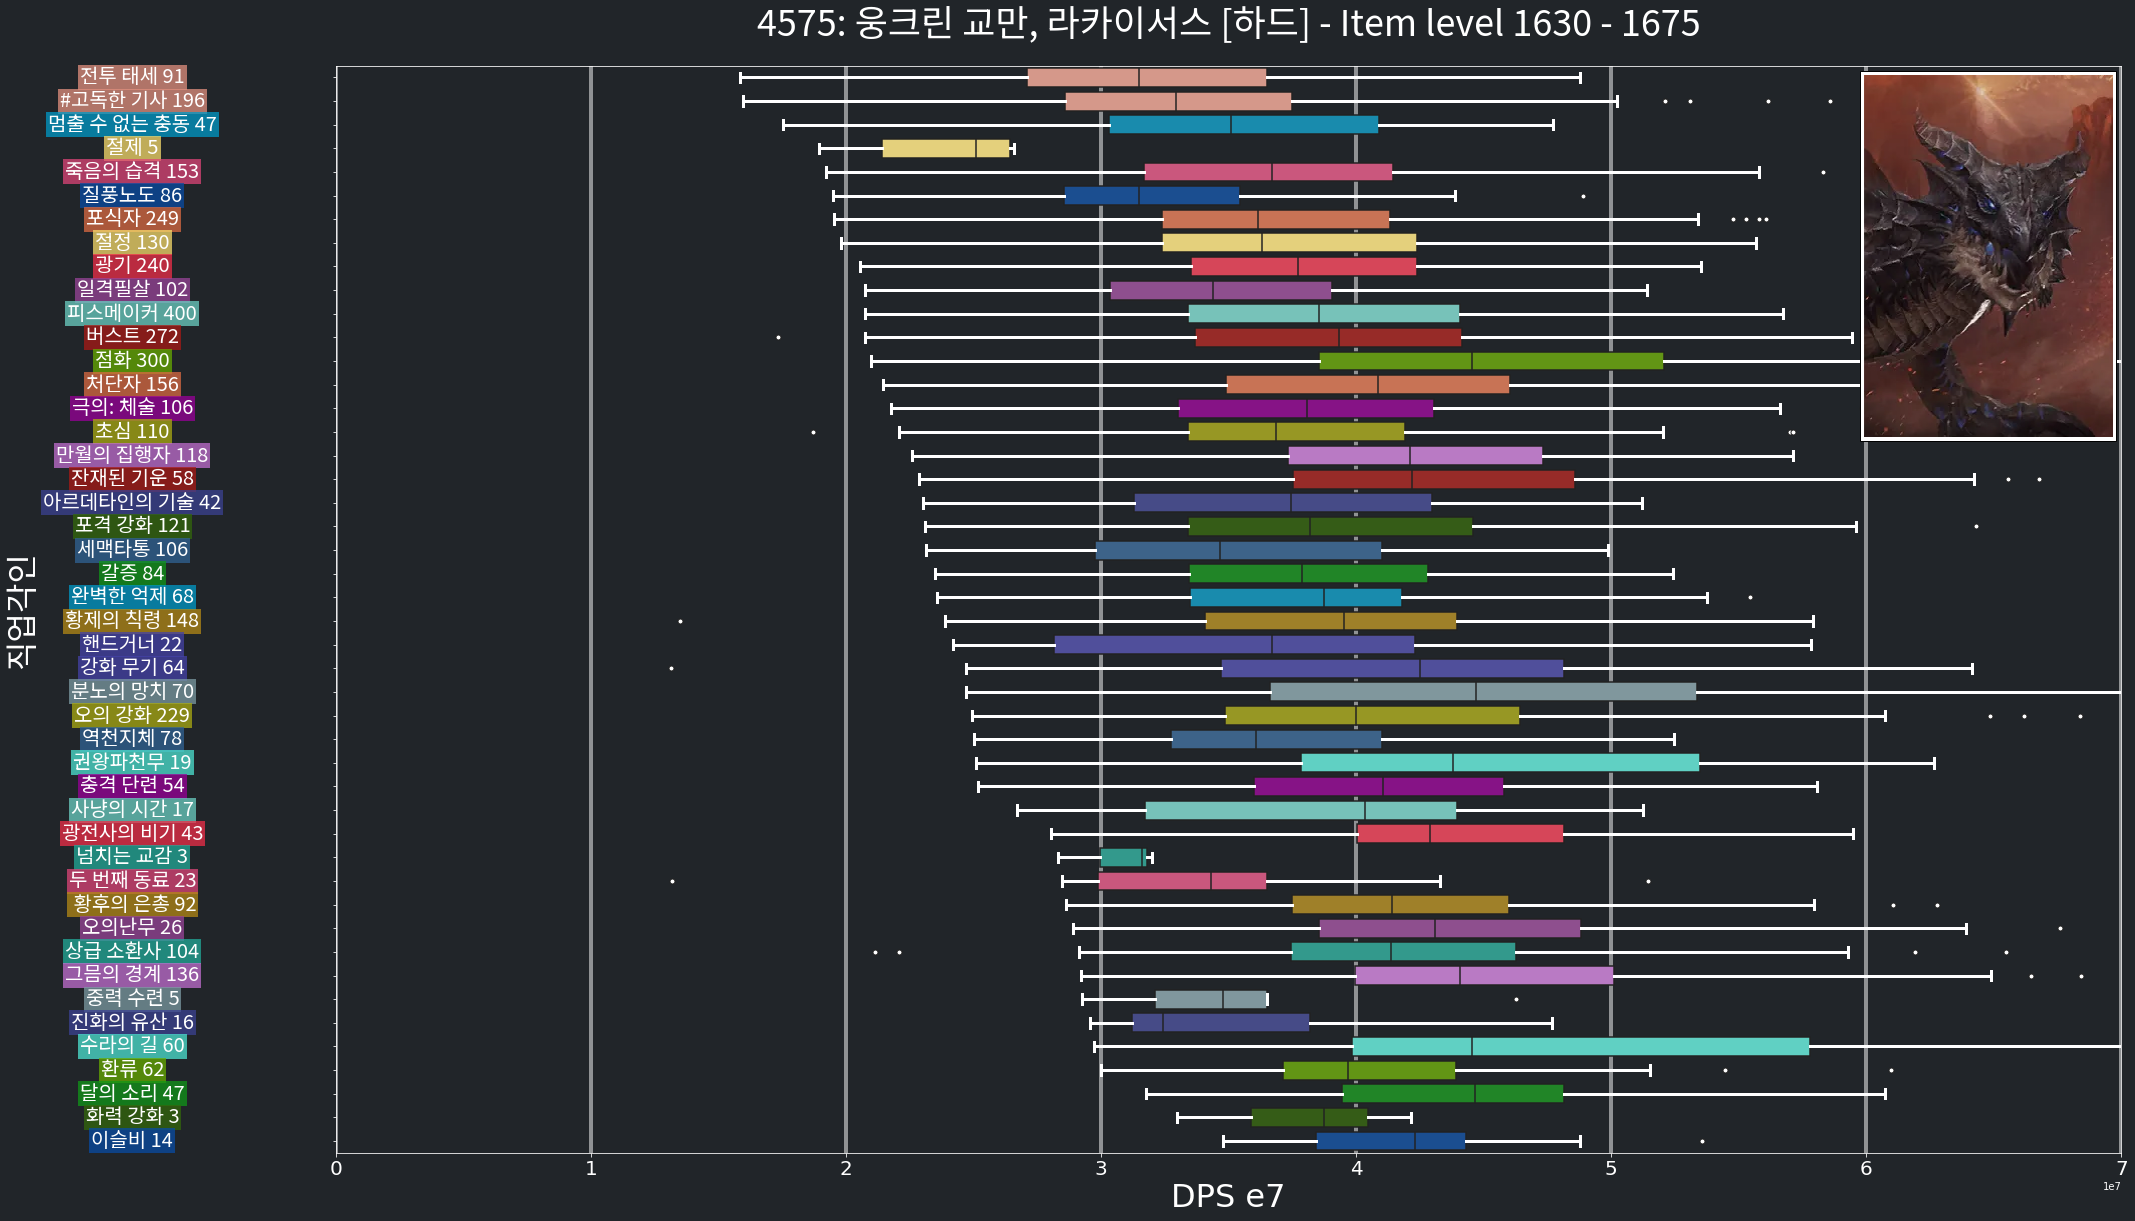 4575: 웅크린 교만, 라카이서스 [하드] - Item level 1630 - 1675
전투 태세 91
#고독한 기사 196
멈출 수 없는 충동 47
절제 5
죽음의 습격 153
질풍노도 86
포식자 249
절정 130
광기 240
일격필살 102
피스메이커 400
버스트 272
점화 300
처단자 156
극의: 체술 106
초심 110
만월의 집행자 118
잔재된 기운 58
아르데타인의 기술 42
포격 강화 121
세맥타통 106
갈증 84
완벽한 억제 68
황제의 칙령 148
핸드거너 22
강화 무기 64
분노의 망치 70
오의 강화 229
역천지체 78
권왕파천무 19
충격 단련 54
사냥의 시간 17
광전사의 비기 43
넘치는 교감 3
두 번째 동료 23
황후의 은총 92
오의난무 26
상급 소환사 104
그믐의 경계 136
중력 수련 5
진화의 유산 16
수라의 길 60
환류 62
달의 소리 47
화력 강화 3
이슬비 14
직업각인
0 1 2 3 4 5 6 7
1e7
DPS e7